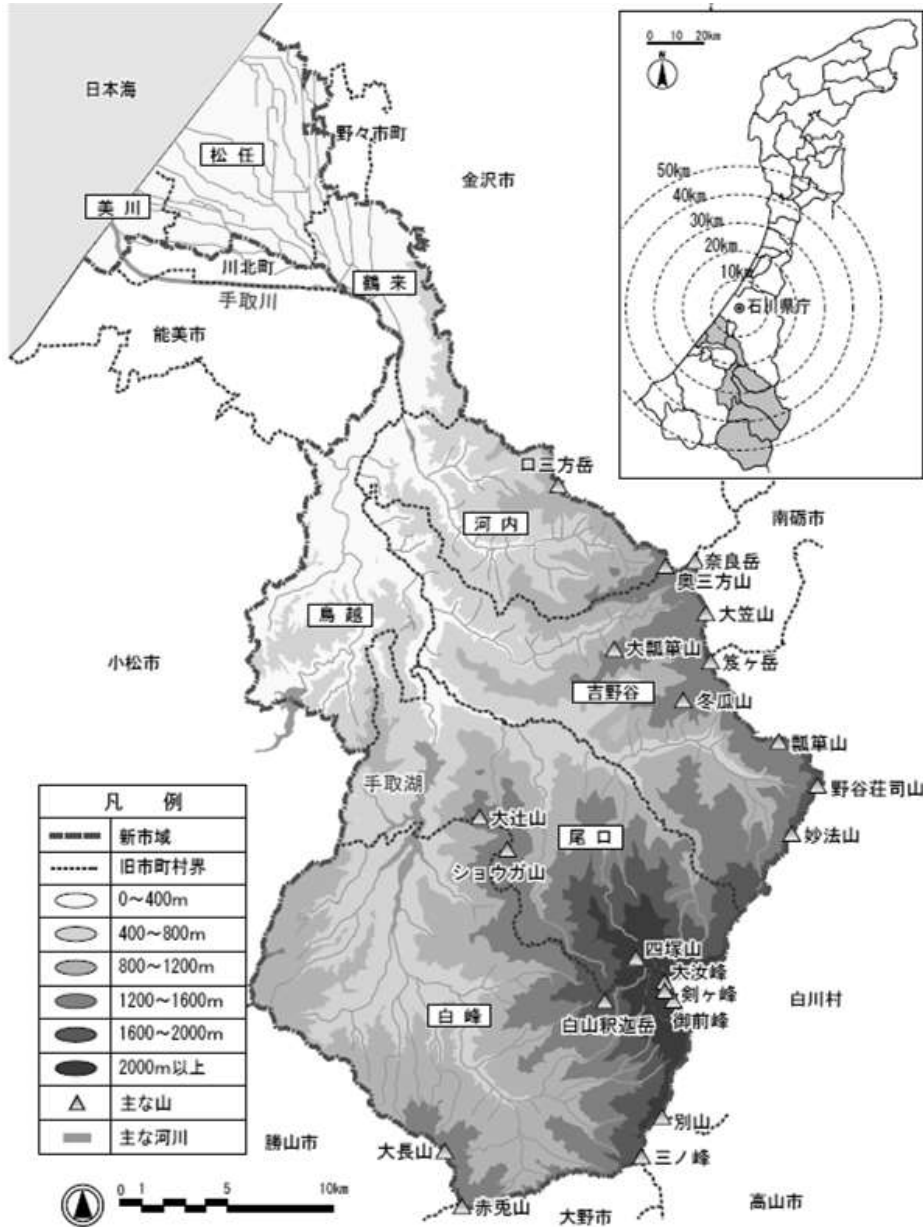 日本海
松任
野々市町
金沢市
美川
川北町
鶴来
手取川
能美市
0 10 20km
N
50km
40km
30km
20km
10km
石川県庁
口三方岳
河内
南砺市
奈良岳
奥三方山
大笠山
鳥越
小松市
大瓢箪山
笈ヶ岳
吉野谷
冬瓜山
瓢箪山
手取湖
野谷荘司山
大辻山
尾口
妙法山
ショウガ山
四塚山
大汝峰
剣ヶ峰
白山釈迦岳
御前峰
白川村
白峰
別山
勝山市
大長山
三ノ峰
赤兎山
大野市
高山市
凡 例
新市域
旧市町村界
0～400m
400～800m
800～1200m
1200～1600m
1600～2000m
2000m以上
主な山
主な河川
0 1 5 10km